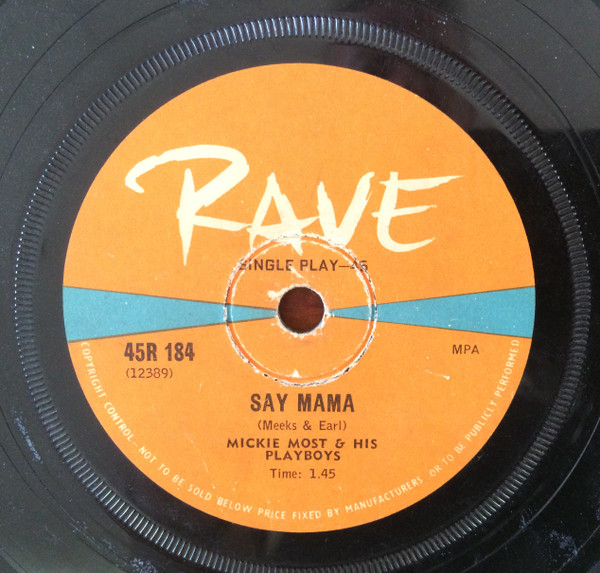 RAVE
SINGLE PLAY—45
45R 184
(12389)
MPA
SAY MAMA
(Meeks & Earl)
MICKIE MOST & HIS
PLAYBOYS
Time: 1.45
COPYRIGHT CONTROL. NOT TO BE SOLD BELOW PRICE FIXED BY MANUFACTURERS OR TO BE PUBLICLY PERFORMED